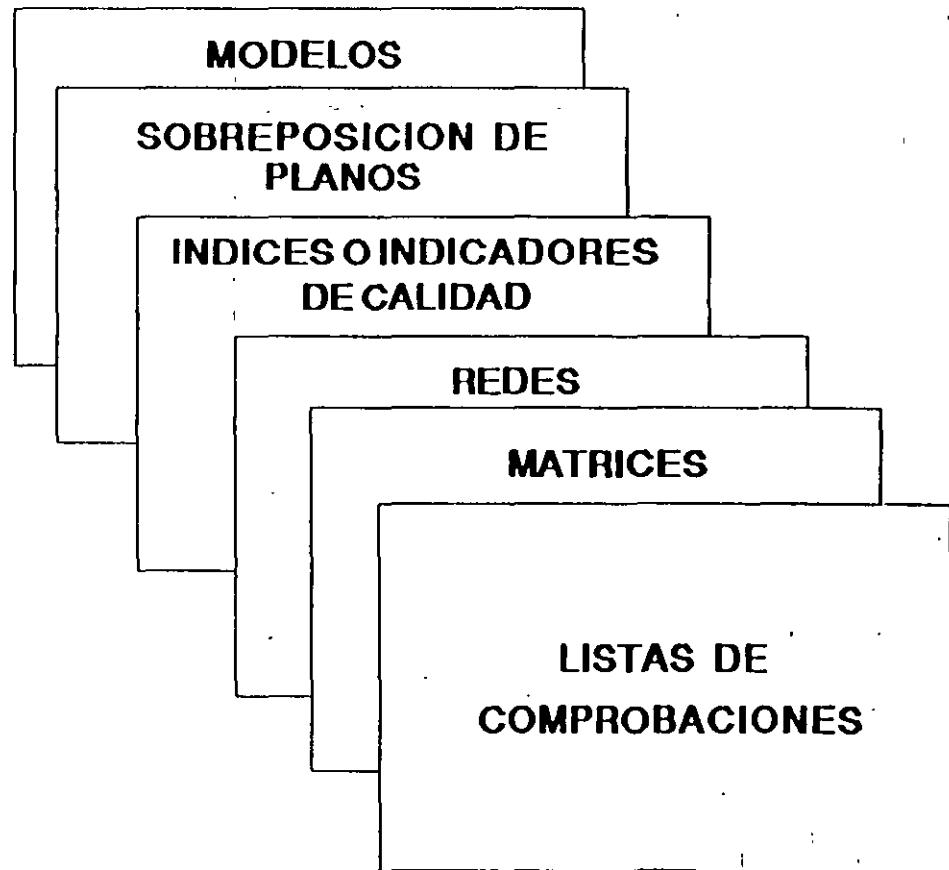 MODELOS
SOBREPOSICION DE
PLANOS
INDICES O INDICADORES
DE CALIDAD
REDES
MATRICES
LISTAS DE
COMPROBACIONES